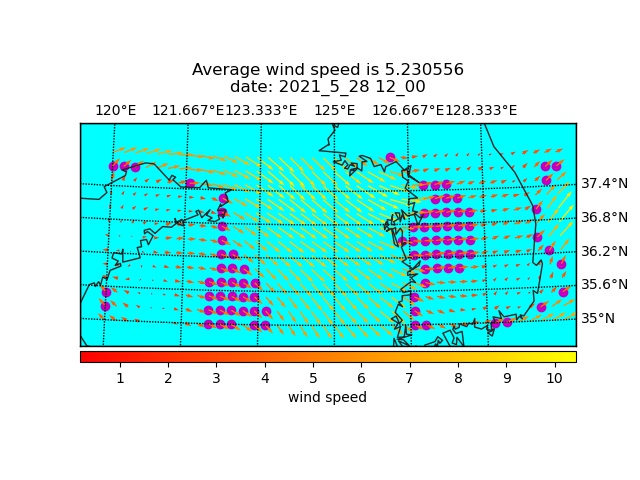 Average wind speed is 5.230556
date: 2021_5_28 12_00
120°E 121.667°E 123.333°E 125°E 126.667°E 128.333°E
37.4°N
36.8°N
36.2°N
35.6°N
35°N
1 2 3 4 5 6 7 8 9 10
wind speed